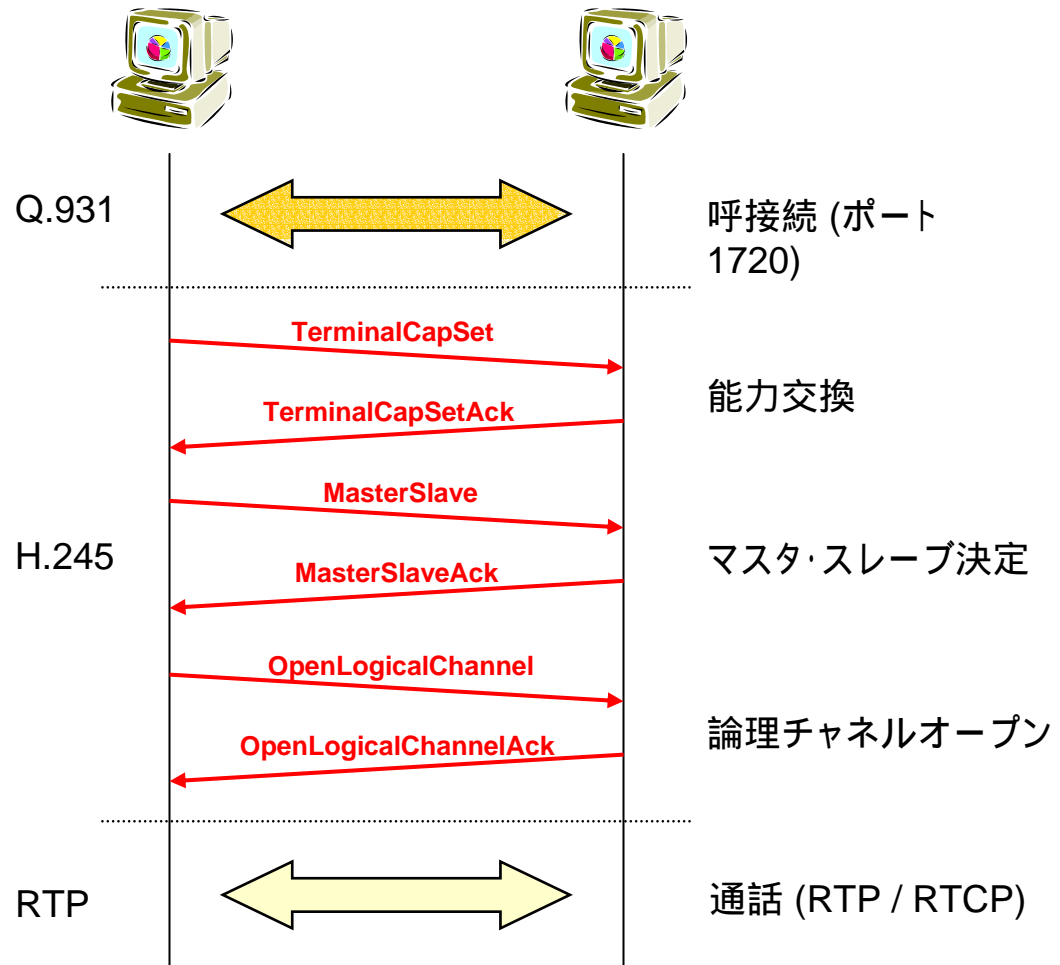 Q.931
呼接続 (ポート
1720)
TerminalCapSet
能力交換
TerminalCapSetAck
MasterSlave
H.245
マスタ・スレーブ決定
MasterSlaveAck
OpenLogicalChannel
論理チャネルオープン
OpenLogicalChannelAck
RTP
通話 (RTP / RTCP)